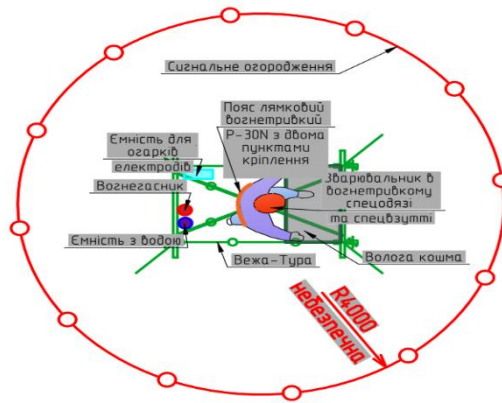 Сигнальне огородження
Пояс лямковий
вогнетривкий
Р-30N з двома
пунктами
кріплення
Ємність для
огарків
електродів
Вогнегасник
Ємність з водою
Зварювальник в
вогнетривкому
спецодязі
та спецвзутті
Волога кошма
Вежа-Тура
R4000
небезпечна